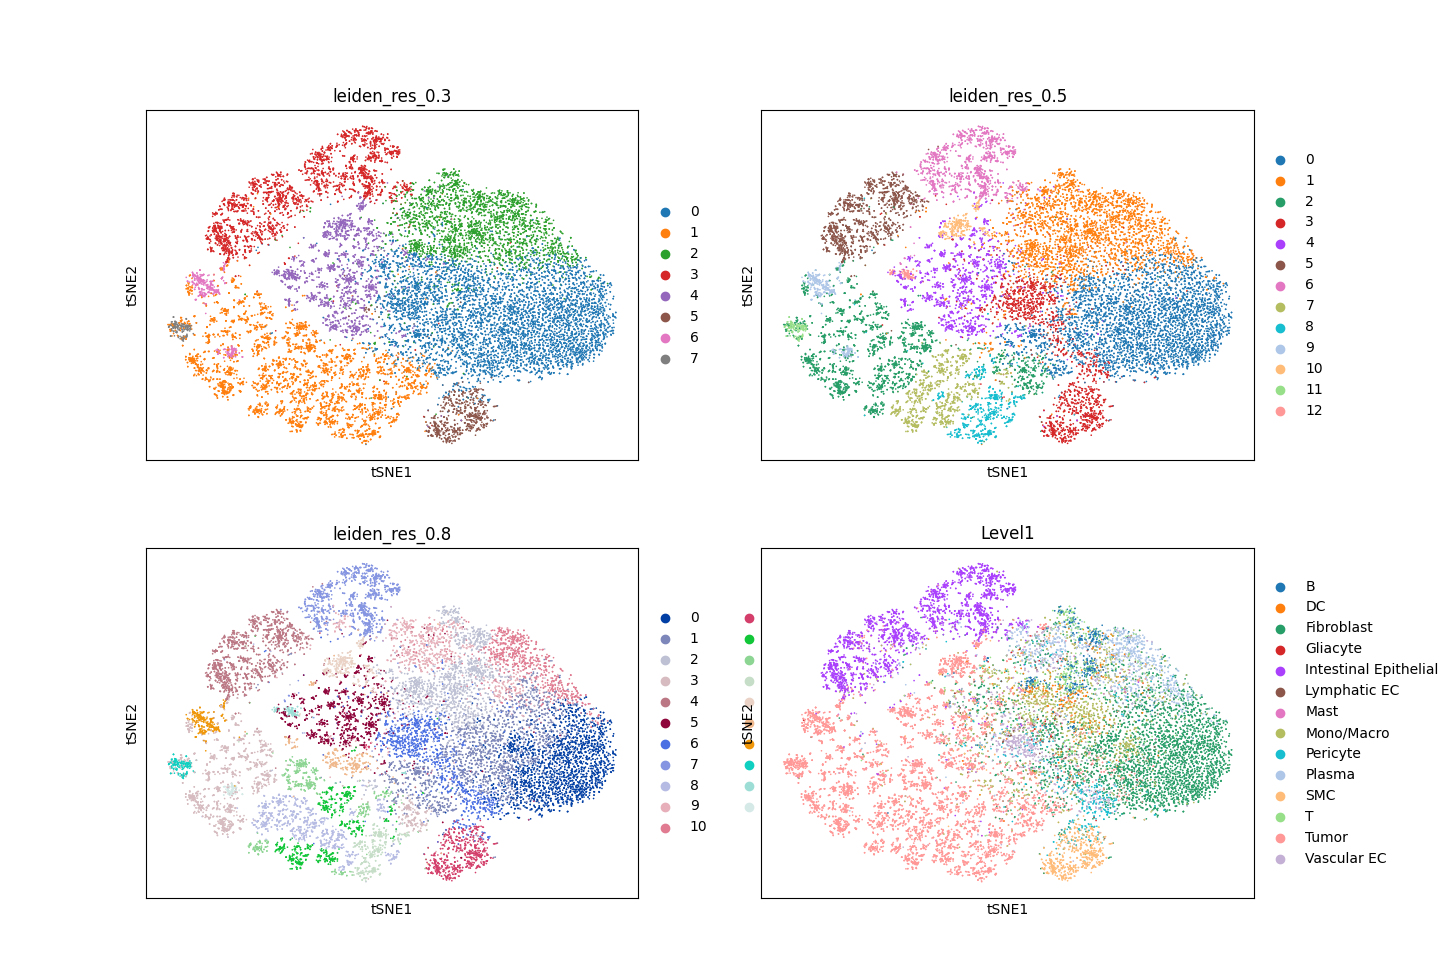 leiden_res_0.3
tSNE2
tSNE1
0
1
2
3
4
5
6
7
leiden_res_0.5
tSNE2
tSNE1
0
1
2
3
4
5
6
7
8
9
10
11
12
leiden_res_0.8
tSNE2
tSNE1
0
1
2
3
4
5
6
7
8
9
10
Level1
tSNE2
tSNE1
B
DC
Fibroblast
Gliacyte
Intestinal Epithelial
Lymphatic EC
Mast
Mono/Macro
Pericyte
Plasma
SMC
T
Tumor
Vascular EC